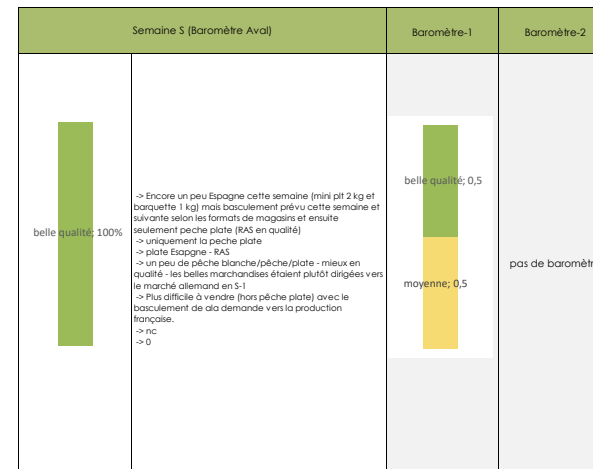 Semaine S (Baromètre Aval)
Baromètre-1
Baromètre-2
belle qualité; 100%
-> Encore un peu Espagne cette semaine (mini plt 2 kg et
barquette 1 kg) mais basculement prévu cette semaine et
suivante selon les formats de magasins et ensuite
seulement peche plate (RAS en qualité)
-> uniquement la peche plate
-> plate Esapgne - RAS
-> un peu de pêche blanche/pêche/plate - mieux en
qualité - les belles marchandises étaient plutôt dirigées vers
le marché allemand en S-1
-> Plus difficile à vendre (hors pêche plate) avec le
basculement de ala demande vers la production
française.
-> nc
-> 0
belle qualité; 0,5
moyenne; 0,5
pas de baromètr